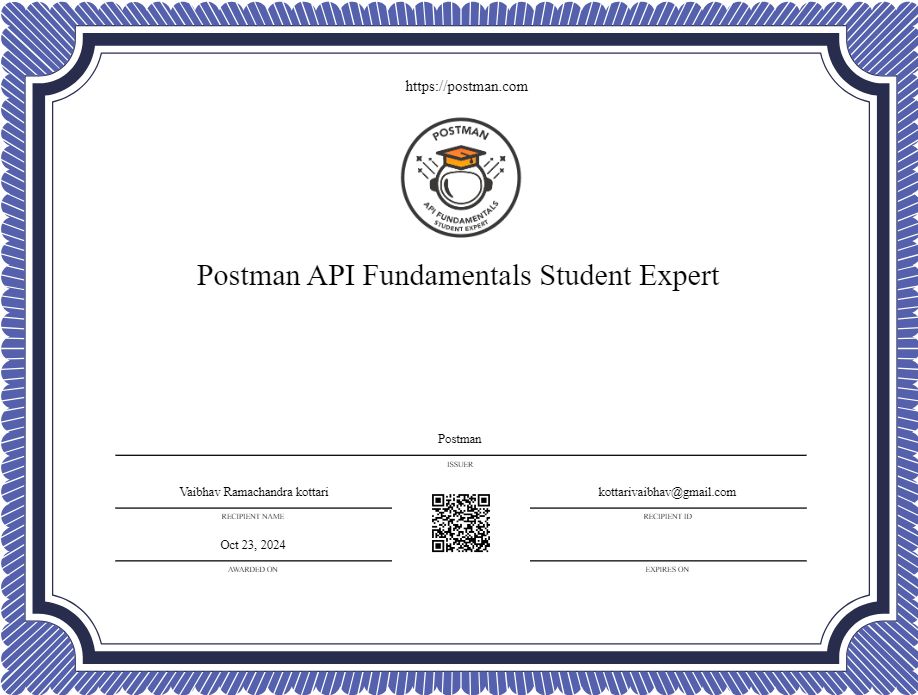 https://postman.com
POSTMAN
API FUNDAMENTALS
STUDENT EXPERT
Postman API Fundamentals Student Expert
Postman
ISSUER
Vaibhav Ramachandra kottari
RECIPIENT NAME
kottarivaibhav@gmail.com
RECIPIENT ID
Oct 23, 2024
AWARDED ON
EXPIRES ON